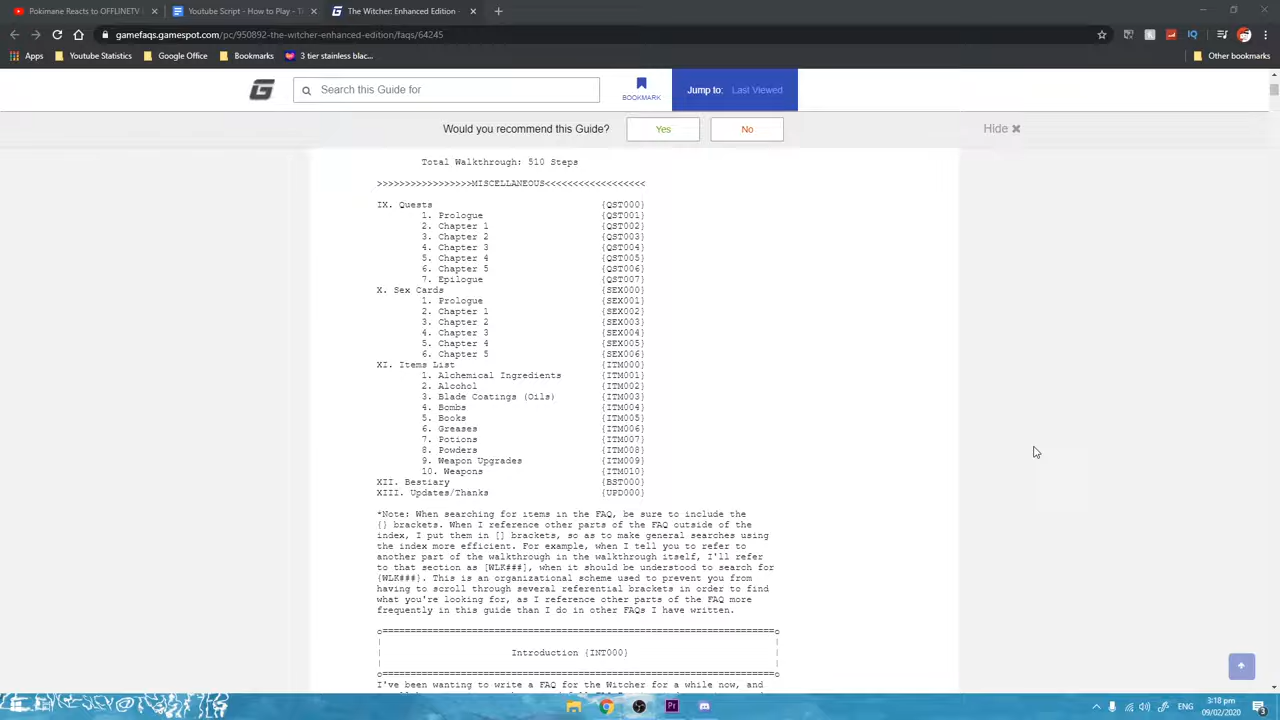 Pokimane Reacts to OFFLINETV
Youtube Script - How to Play - T
The Witcher: Enhanced Edition -
gamefaqs.gamespot.com/pc/950892-the-witcher-enhanced-edition/faqs/64245
Apps
Youtube Statistics
Google Office
Bookmarks
3 tier stainless blac...
Other bookmarks
Search this Guide for
BOOKMARK
Jump to: Last Viewed
Would you recommend this Guide?
Yes
No
Hide ✖
Total Walkthrough: 510 Steps
>>>>>>>>>>>>>>>>>MISCELLANEOUS<<<<<<<<<<<<<<<<<<
IX. Quests {QST000}
1. Prologue {QST001}
2. Chapter 1 {QST002}
3. Chapter 2 {QST003}
4. Chapter 3 {QST004}
5. Chapter 4 {QST005}
6. Chapter 5 {QST006}
7. Epilogue {QST007}
X. Sex Cards {SEX000}
1. Prologue {SEX001}
2. Chapter 1 {SEX002}
3. Chapter 2 {SEX003}
4. Chapter 3 {SEX004}
5. Chapter 4 {SEX005}
6. Chapter 5 {SEX006}
XI. Items List {ITM000}
1. Alchemical Ingredients {ITM001}
2. Alcohol {ITM002}
3. Blade Coatings (Oils) {ITM003}
4. Bombs {ITM004}
5. Books {ITM005}
6. Greases {ITM006}
7. Potions {ITM007}
8. Powders {ITM008}
9. Weapon Upgrades {ITM009}
10. Weapons {ITM010}
XII. Bestiary {BST000}
XIII. Updates/Thanks {UPD000}
*Note: When searching for items in the FAQ, be sure to include the
{} brackets. When I reference other parts of the FAQ outside of the
index, I put them in [] brackets, so as to make general searches using
the index more efficient. For example, when I tell you to refer to
another part of the walkthrough in the walkthrough itself, I'll refer
to that section as [WLK###], when it should be understood to search for
{WLK###}. This is an organizational scheme used to prevent you from
having to scroll through several referential brackets in order to find
what you're looking for, as I reference other parts of the FAQ more
frequently in this guide than I do in other FAQs I have written.
Introduction {INT000}
I've been wanting to write a FAQ for the Witcher for a while now, and
ENG
3:18 pm
09/02/2020